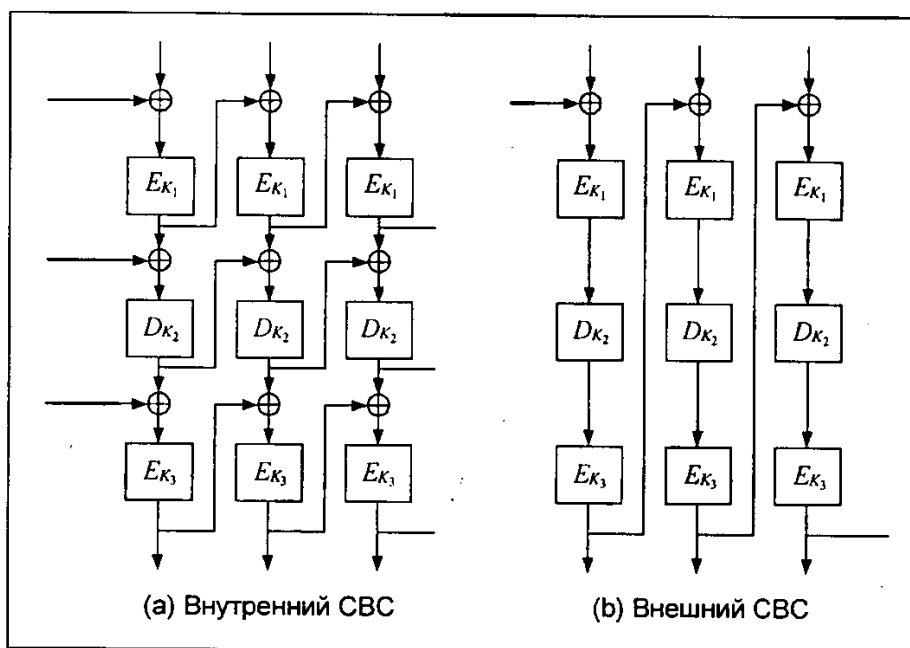 E_{K_1} E_{K_1} E_{K_1} E_{K_1} E_{K_1} E_{K_1}
D_{K_2} D_{K_2} D_{K_2} D_{K_2} D_{K_2} D_{K_2}
E_{K_3} E_{K_3} E_{K_3} E_{K_3} E_{K_3} E_{K_3}
(a) Внутренний СВС (b) Внешний СВС